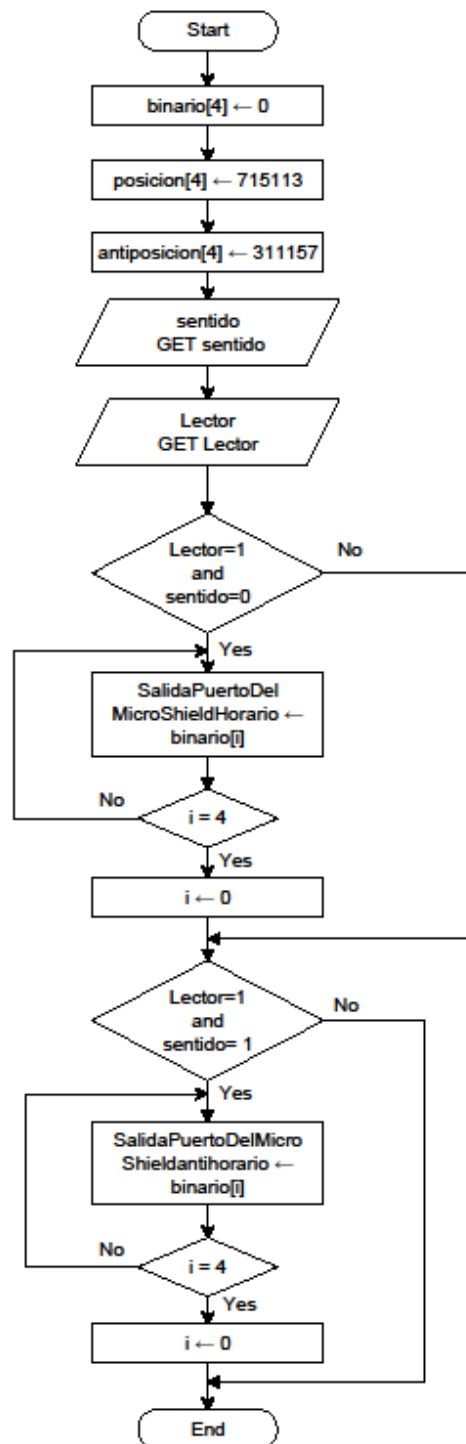 Start
binario[4] ← 0
posicion[4] ← 715113
antiposicion[4] ← 311157
sentido
GET sentido
Lector
GET Lector
Lector=1
and
sentido=0
No
Yes
SalidaPuertoDel
MicroShieldHorario ←
binario[i]
No
i = 4
Yes
i ← 0
Lector=1
and
sentido= 1
No
Yes
SalidaPuertoDelMicro
Shieldantihorario ←
binario[i]
No
i = 4
Yes
i ← 0
End